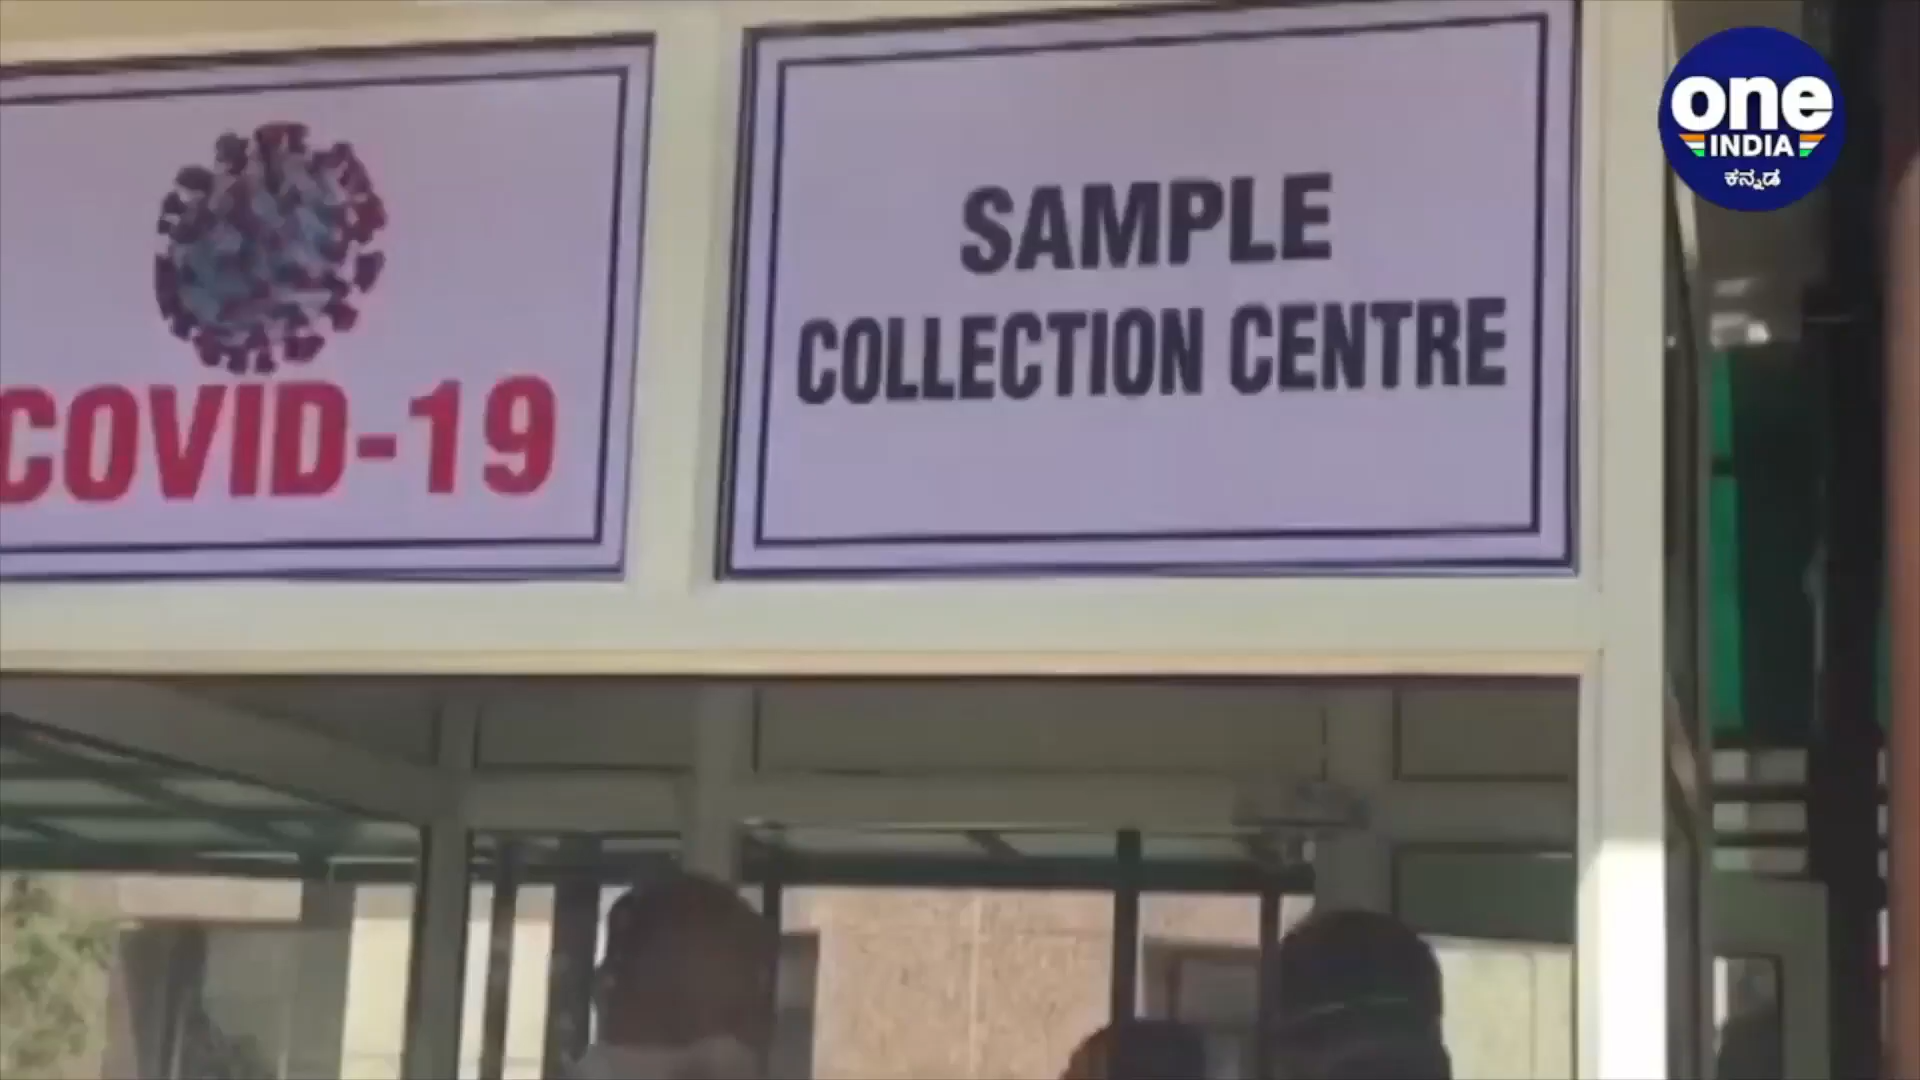 COVID-19
SAMPLE
COLLECTION CENTRE
one
INDIA
ಕನ್ನಡ